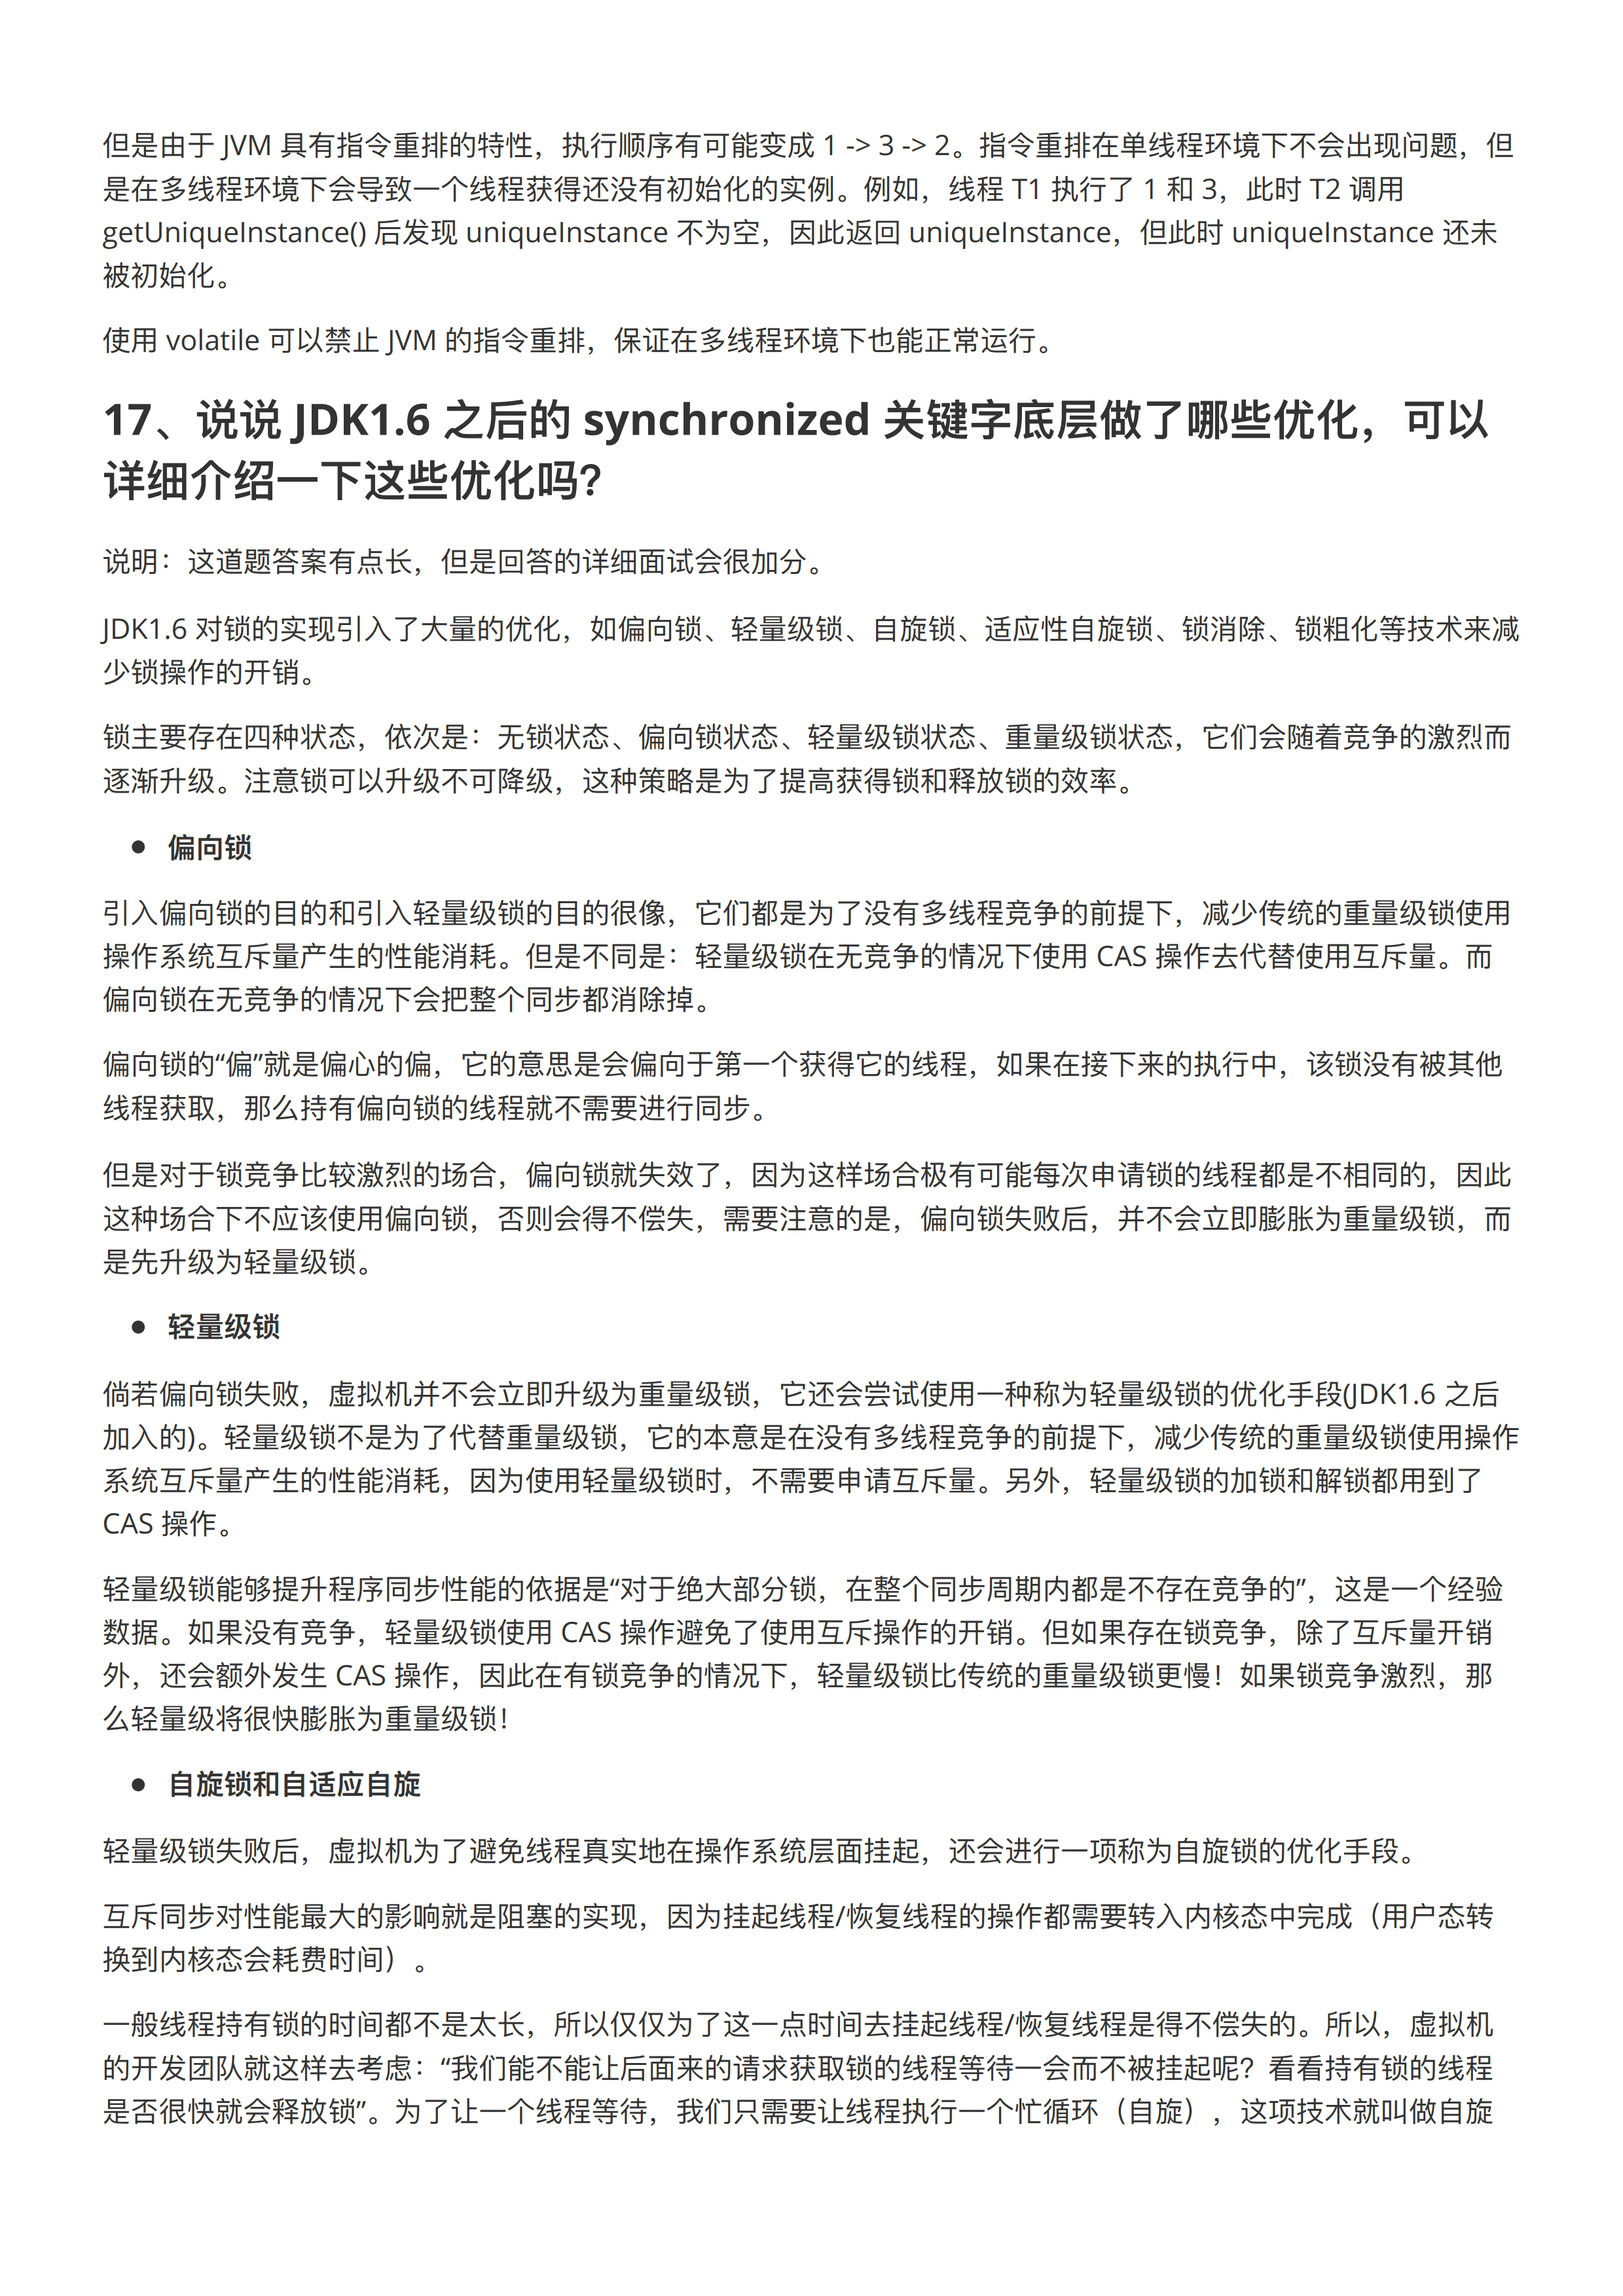 但是由于 JVM 具有指令重排的特性，执行顺序有可能变成 1 -> 3 -> 2。指令重排在单线程环境下不会出现问题，但
是在多线程环境下会导致一个线程获得还没有初始化的实例。例如，线程 T1 执行了 1 和 3，此时 T2 调用
getUniqueInstance() 后发现 uniqueInstance 不为空，因此返回 uniqueInstance，但此时 uniqueInstance 还未
被初始化。
使用 volatile 可以禁止 JVM 的指令重排，保证在多线程环境下也能正常运行。
17、说说 JDK1.6 之后的 synchronized 关键字底层做了哪些优化，可以
详细介绍一下这些优化吗？
说明：这道题答案有点长，但是回答的详细面试会很加分。
JDK1.6 对锁的实现引入了大量的优化，如偏向锁、轻量级锁、自旋锁、适应性自旋锁、锁消除、锁粗化等技术来减
少锁操作的开销。
锁主要存在四种状态，依次是：无锁状态、偏向锁状态、轻量级锁状态、重量级锁状态，它们会随着竞争的激烈而
逐渐升级。注意锁可以升级不可降级，这种策略是为了提高获得锁和释放锁的效率。
● 偏向锁
引入偏向锁的目的和引入轻量级锁的目的很像，它们都是为了没有多线程竞争的前提下，减少传统的重量级锁使用
操作系统互斥量产生的性能消耗。但是不同是：轻量级锁在无竞争的情况下使用 CAS 操作去代替使用互斥量。而
偏向锁在无竞争的情况下会把整个同步都消除掉。
偏向锁的“偏”就是偏心的偏，它的意思是会偏向于第一个获得它的线程，如果在接下来的执行中，该锁没有被其他
线程获取，那么持有偏向锁的线程就不需要进行同步。
但是对于锁竞争比较激烈的场合，偏向锁就失效了，因为这样场合极有可能每次申请锁的线程都是不相同的，因此
这种场合下不应该使用偏向锁，否则会得不偿失，需要注意的是，偏向锁失败后，并不会立即膨胀为重量级锁，而
是先升级为轻量级锁。
● 轻量级锁
倘若偏向锁失败，虚拟机并不会立即升级为重量级锁，它还会尝试使用一种称为轻量级锁的优化手段(JDK1.6 之后
加入的)。轻量级锁不是为了代替重量级锁，它的本意是在没有多线程竞争的前提下，减少传统的重量级锁使用操作
系统互斥量产生的性能消耗，因为使用轻量级锁时，不需要申请互斥量。另外，轻量级锁的加锁和解锁都用到了
CAS 操作。
轻量级锁能够提升程序同步性能的依据是“对于绝大部分锁，在整个同步周期内都是不存在竞争的”，这是一个经验
数据。如果没有竞争，轻量级锁使用 CAS 操作避免了使用互斥操作的开销。但如果存在锁竞争，除了互斥量开销
外，还会额外发生 CAS 操作，因此在有锁竞争的情况下，轻量级锁比传统的重量级锁更慢！如果锁竞争激烈，那
么轻量级将很快膨胀为重量级锁！
● 自旋锁和自适应自旋
轻量级锁失败后，虚拟机为了避免线程真实地在操作系统层面挂起，还会进行一项称为自旋锁的优化手段。
互斥同步对性能最大的影响就是阻塞的实现，因为挂起线程/恢复线程的操作都需要转入内核态中完成（用户态转
换到内核态会耗费时间）。
一般线程持有锁的时间都不是太长，所以仅仅为了这一点时间去挂起线程/恢复线程是得不偿失的。所以，虚拟机
的开发团队就这样去考虑：“我们能不能让后面来的请求获取锁的线程等待一会而不被挂起呢？看看持有锁的线程
是否很快就会释放锁”。为了让一个线程等待，我们只需要让线程执行一个忙循环（自旋），这项技术就叫做自旋